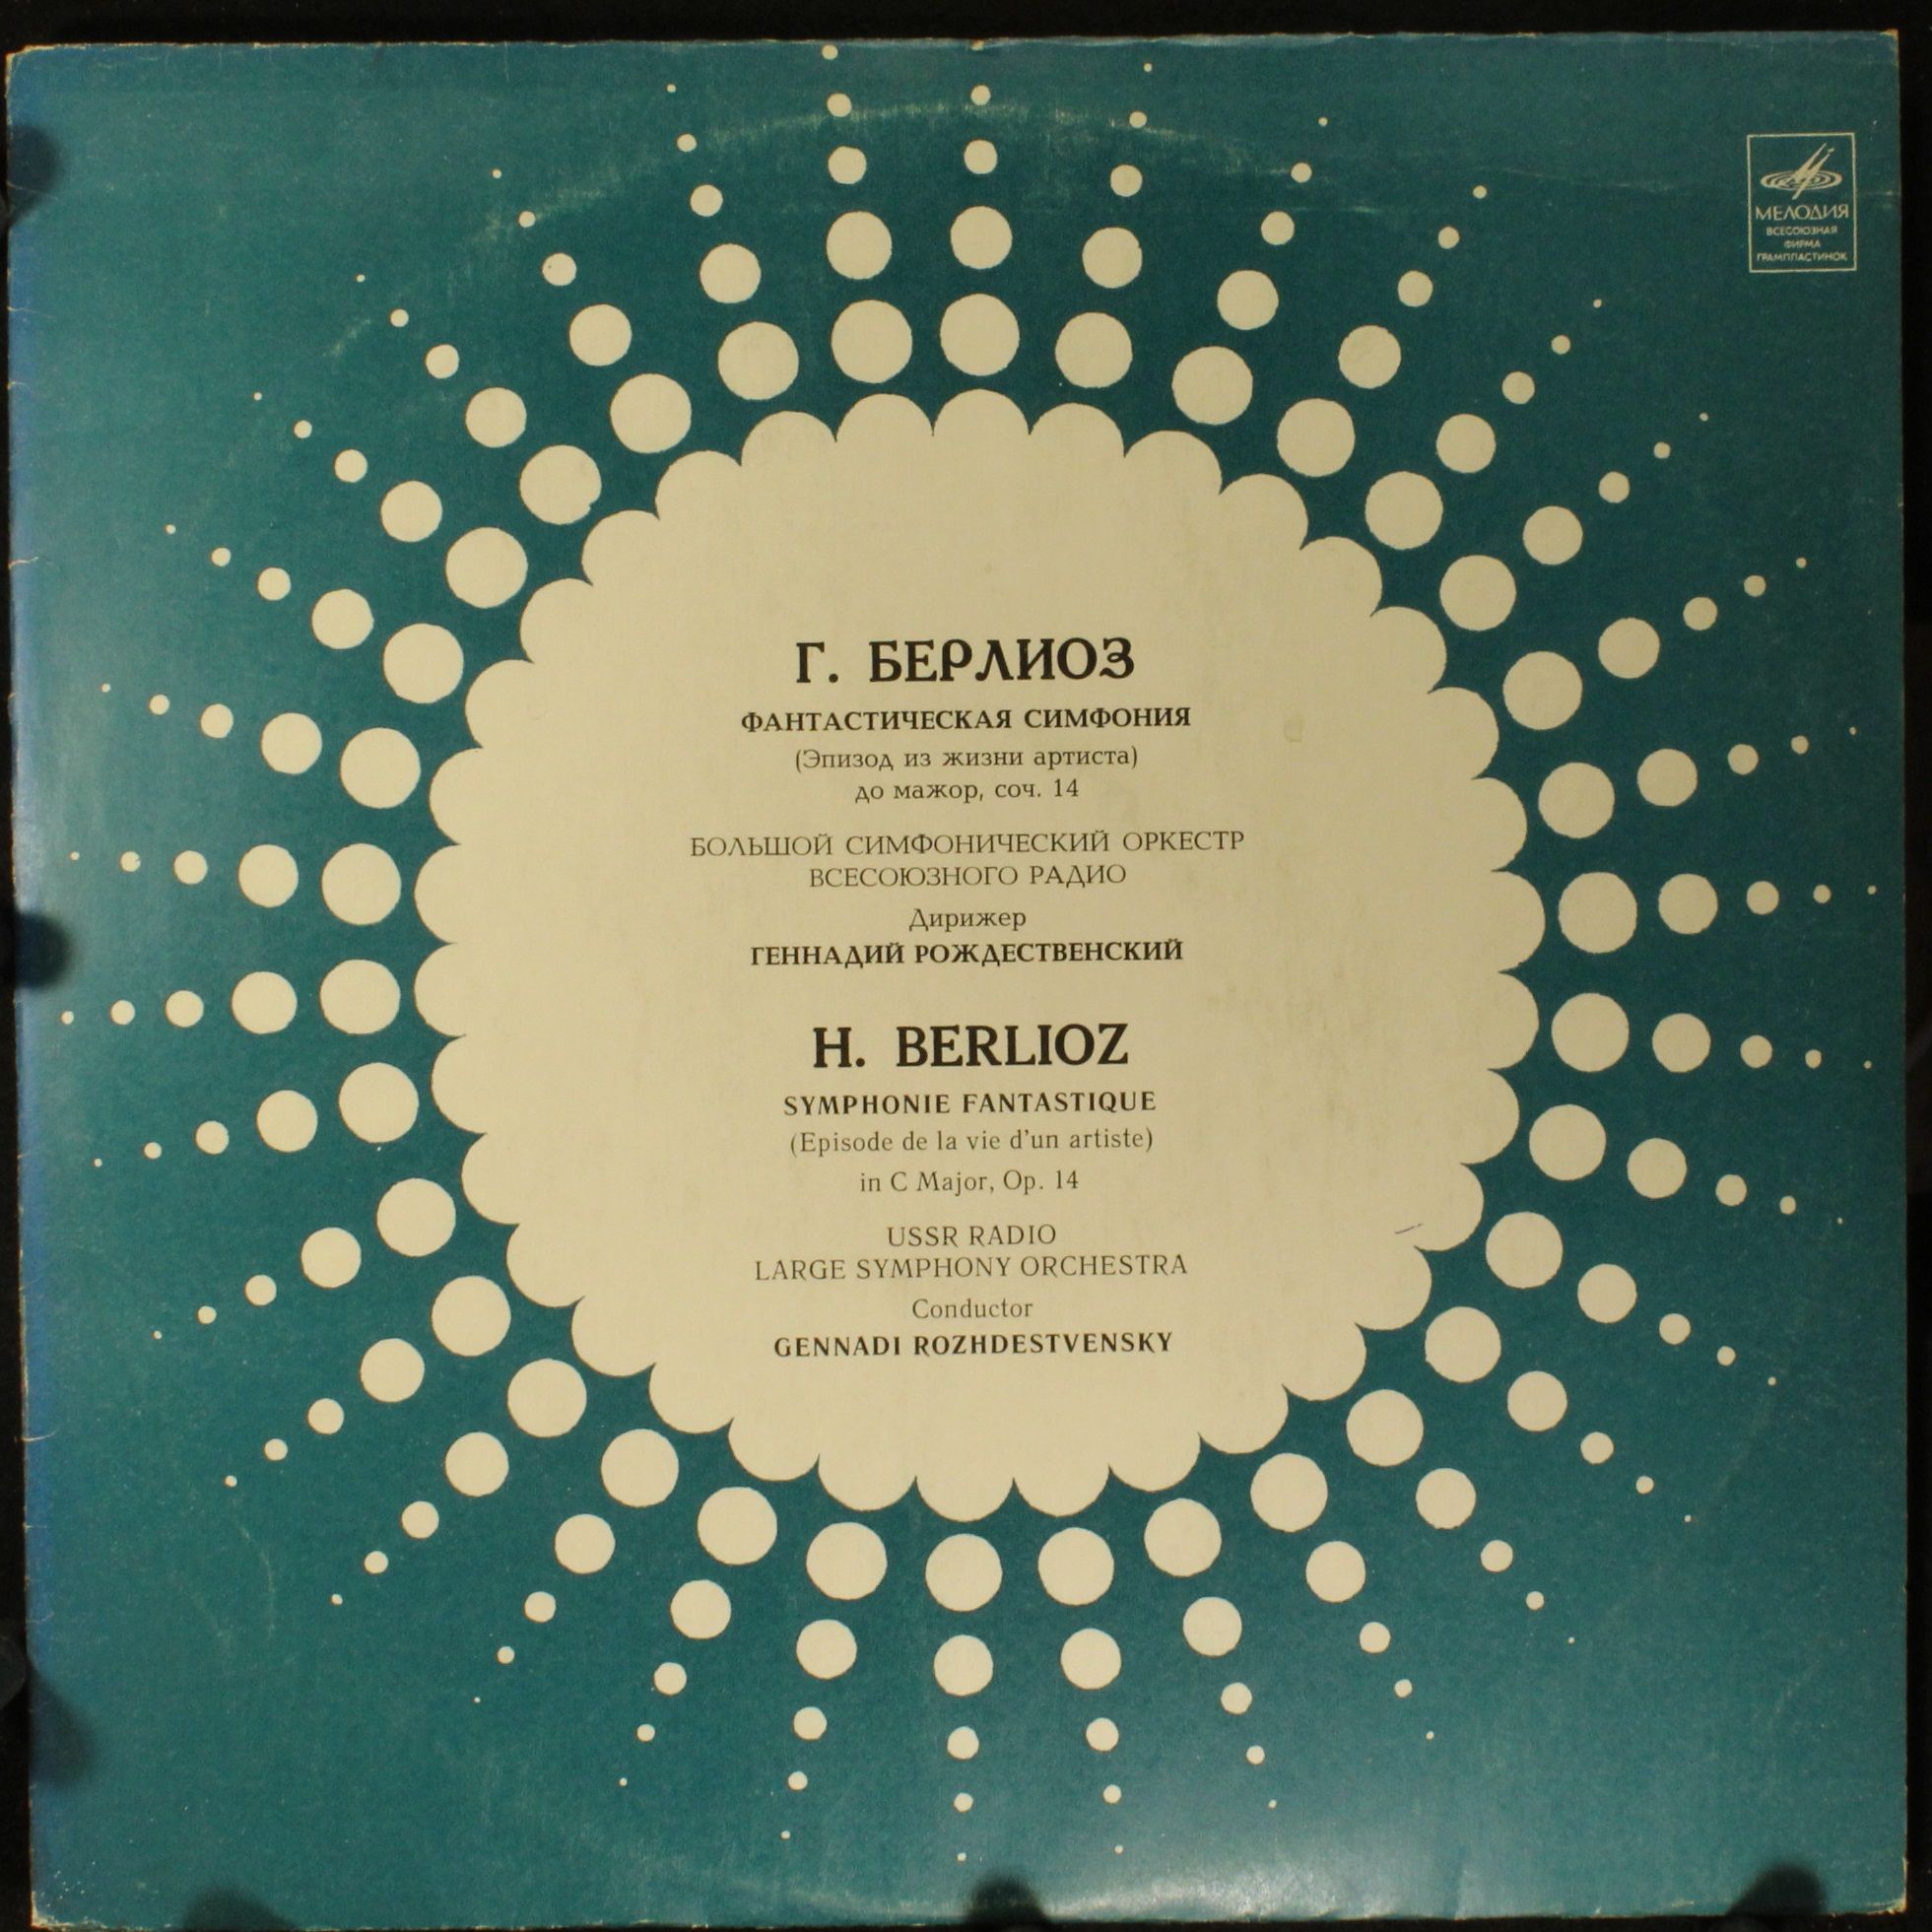 МЕЛОДИЯ
ВСЕСОЮЗНАЯ
ФИРМА
ГРАМПЛАСТИНОК
Г. БЕРЛИОЗ
ФАНТАСТИЧЕСКАЯ СИМФОНИЯ
(Эпизод из жизни артиста)
до мажор, соч. 14
БОЛЬШОЙ СИМФОНИЧЕСКИЙ ОРКЕСТР
ВСЕСОЮЗНОГО РАДИО
Дирижер
ГЕННАДИЙ РОЖДЕСТВЕНСКИЙ
H. BERLIOZ
SYMPHONIE FANTASTIQUE
(Episode de la vie d'un artiste)
in C Major, Op. 14
USSR RADIO
LARGE SYMPHONY ORCHESTRA
Conductor
GENNADI ROZHDESTVENSKY